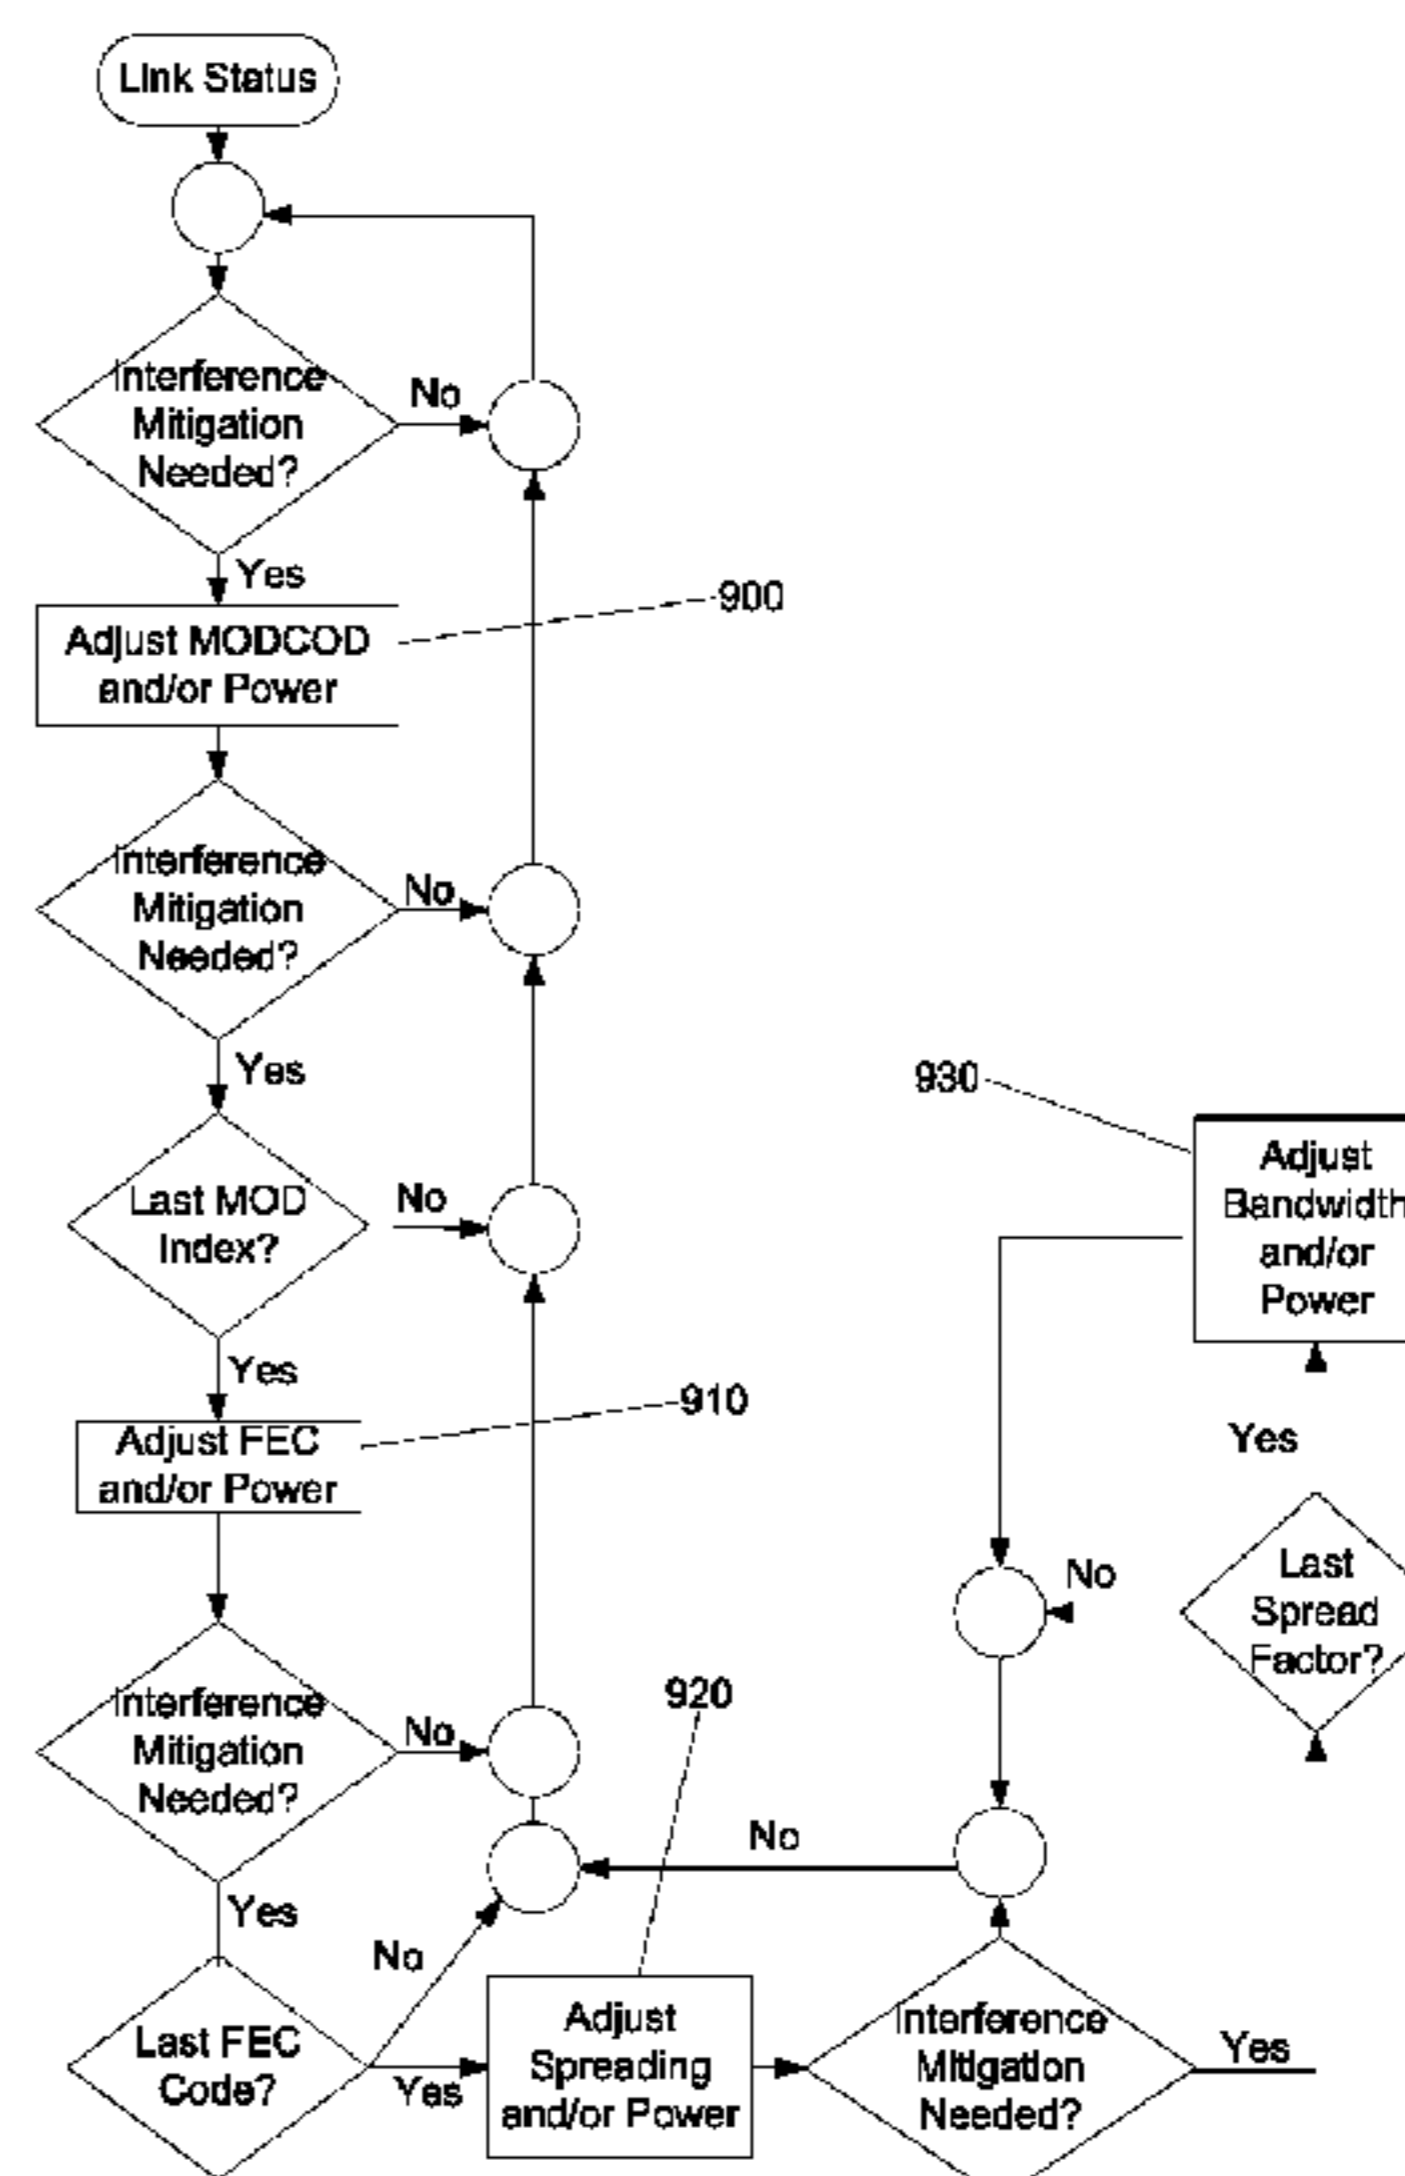 Link Status
Interference
Mitigation
Needed?
No
Yes
900
Adjust MODCOD
and/or Power
Interference
Mitigation
Needed?
No
Yes
Last MOD
Index?
No
Yes
910
Adjust FEC
and/or Power
Interference
Mitigation
Needed?
No
Yes
Last FEC
Code?
No
Yes
920
Adjust
Spreading
and/or Power
Interference
Mitigation
Needed?
No
Yes
Last
Spread
Factor?
No
Yes
930
Adjust
Bandwidth
and/or
Power